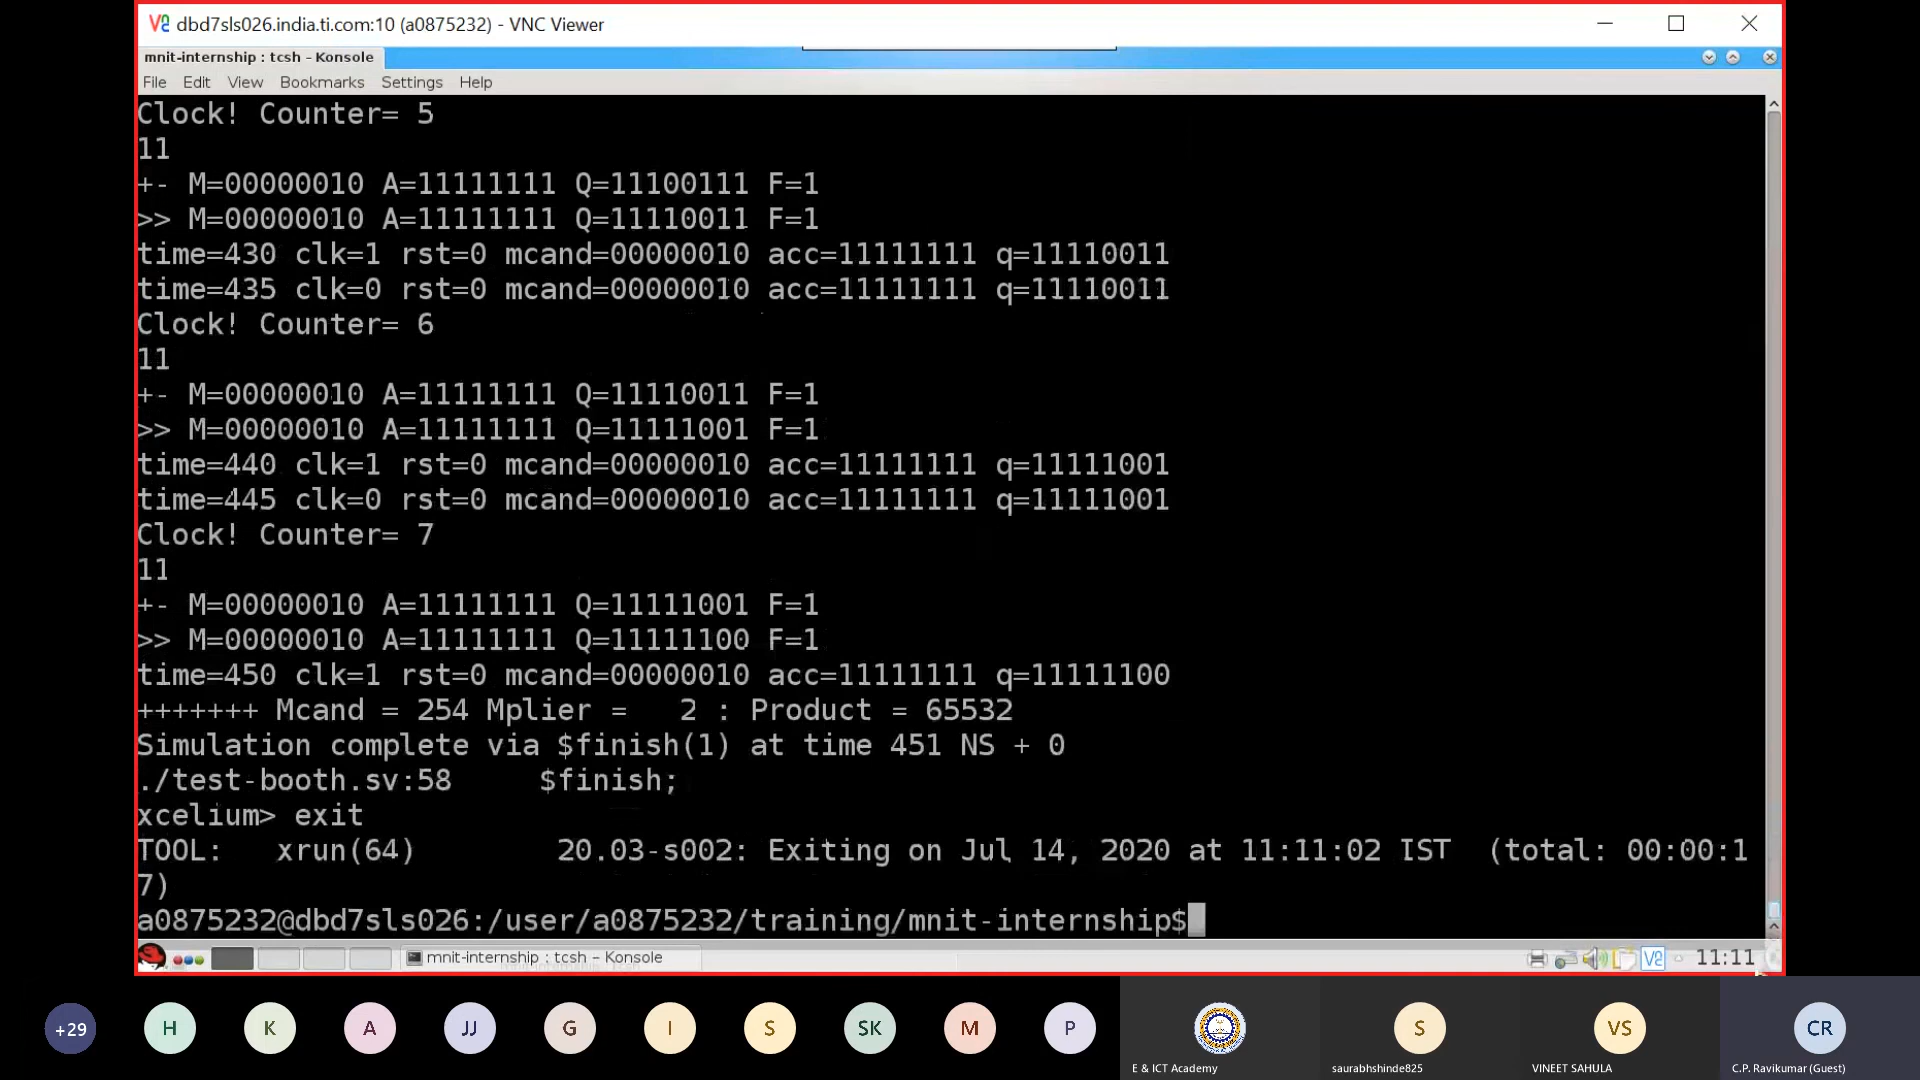 dbd7sls026.india.ti.com:10 (a0875232) - VNC Viewer
mnit-internship : tcsh – Konsole
File Edit View Bookmarks Settings Help
Clock! Counter= 5
11
+- M=00000010 A=11111111 Q=11100111 F=1
>> M=00000010 A=11111111 Q=11110011 F=1
time=430 clk=1 rst=0 mcand=00000010 acc=11111111 q=11110011
time=435 clk=0 rst=0 mcand=00000010 acc=11111111 q=11110011
Clock! Counter= 6
11
+- M=00000010 A=11111111 Q=11110011 F=1
>> M=00000010 A=11111111 Q=11111001 F=1
time=440 clk=1 rst=0 mcand=00000010 acc=11111111 q=11111001
time=445 clk=0 rst=0 mcand=00000010 acc=11111111 q=11111001
Clock! Counter= 7
11
+- M=00000010 A=11111111 Q=11111001 F=1
>> M=00000010 A=11111111 Q=11111100 F=1
time=450 clk=1 rst=0 mcand=00000010 acc=11111111 q=11111100
+++++++ Mcand = 254 Mplier =   2 : Product = 65532
Simulation complete via $finish(1) at time 451 NS + 0
./test-booth.sv:58     $finish;
xcelium> exit
TOOL:   xrun(64)        20.03-s002: Exiting on Jul 14, 2020 at 11:11:02 IST  (total: 00:00:1
7)
a0875232@dbd7sls026:/user/a0875232/training/mnit-internship$
mnit-internship : tcsh – Konsole
11:11
+29 H K A JJ G I S SK M P S VS CR
E & ICT Academy saurabhshinde825 VINEET SAHULA C.P. Ravikumar (Guest)